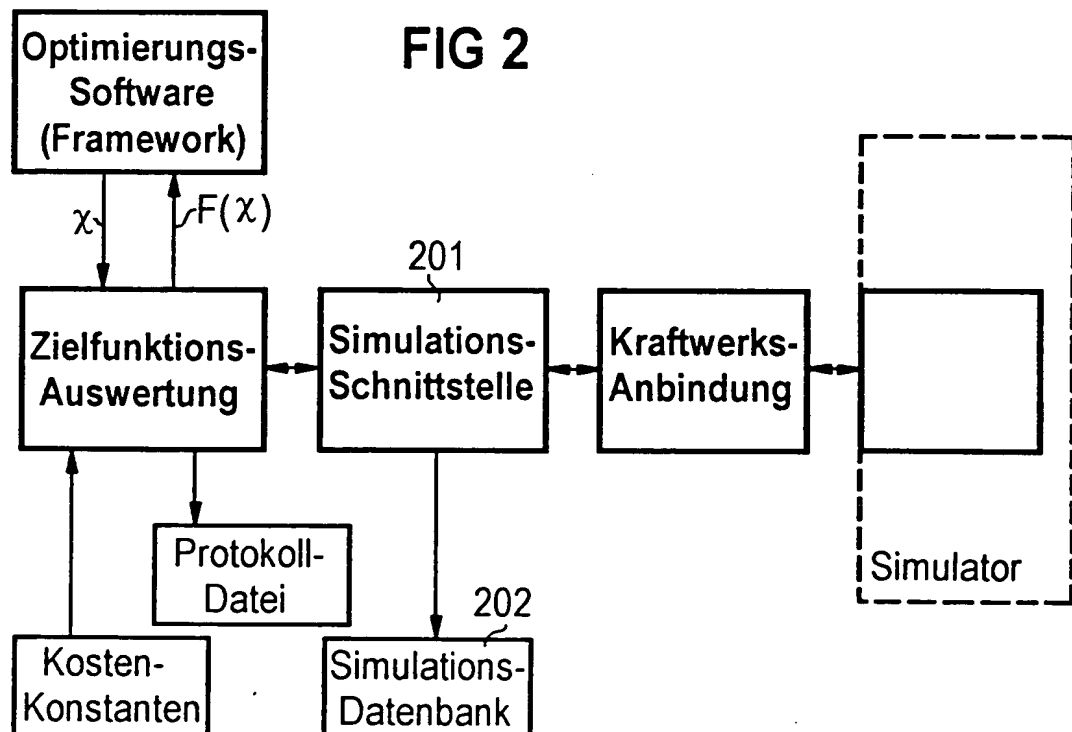 FIG 2
Optimierungs-
Software
(Framework)
χ
F(χ)
201
Zielfunktions-
Auswertung
Simulations-
Schnittstelle
Kraftwerks-
Anbindung
Simulator
Protokoll-
Datei
202
Kosten-
Konstanten
Simulations-
Datenbank